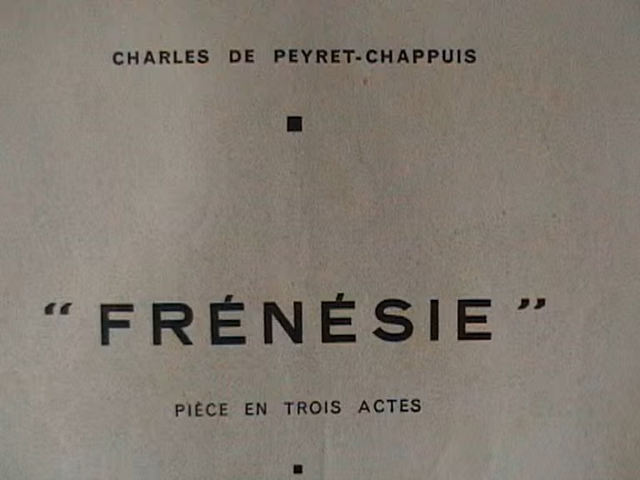 CHARLES DE PEYRET-CHAPPUIS
“ FRÉNÉSIE ”
PIÈCE EN TROIS ACTES